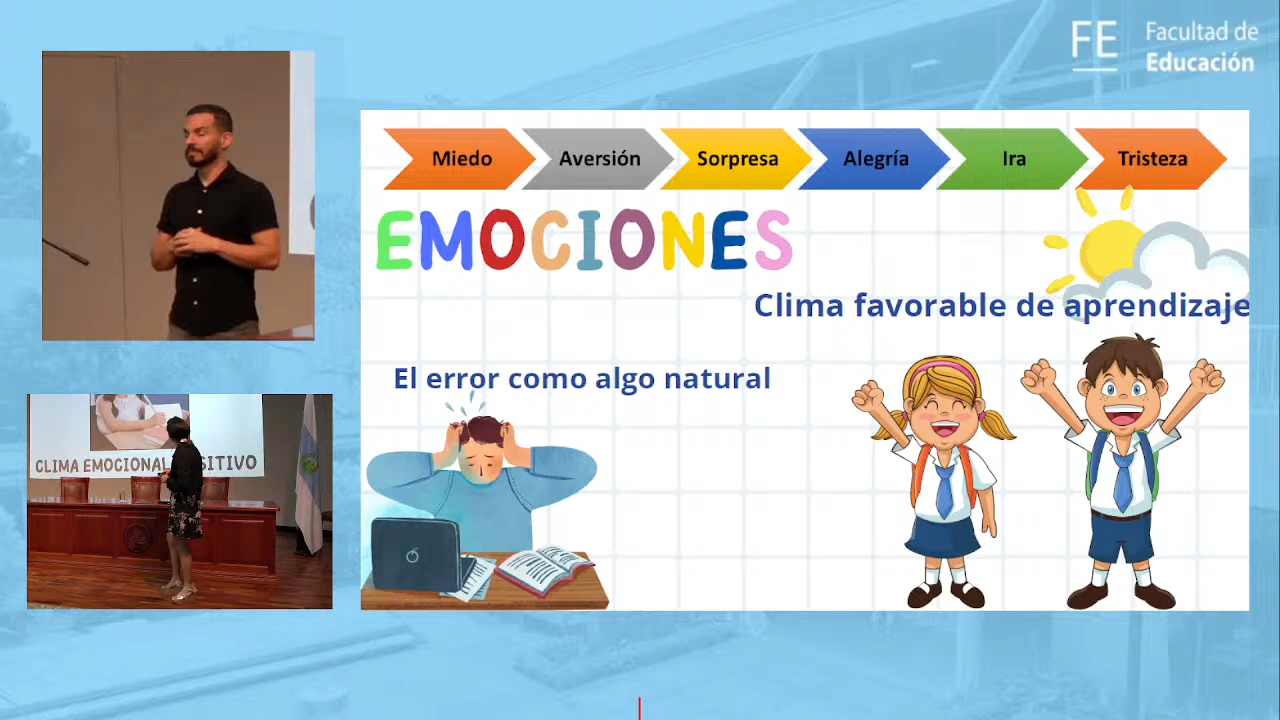 FE
Facultad de
Educación
Miedo
Aversión
Sorpresa
Alegría
Ira
Tristeza
EMOCIONES
Clima favorable de aprendizaje
El error como algo natural
CLIMA EMOCIONAL